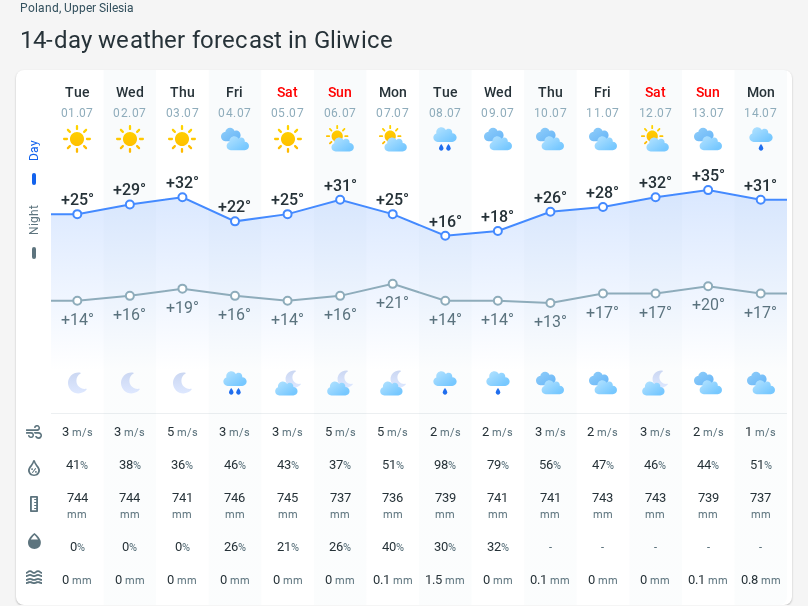 Poland, Upper Silesia
14-day weather forecast in Gliwice
Tue Wed Thu Fri Sat Sun Mon Tue Wed Thu Fri Sat Sun Mon
01.07 02.07 03.07 04.07 05.07 06.07 07.07 08.07 09.07 10.07 11.07 12.07 13.07 14.07
Day
+25° +29° +32° +22° +25° +31° +25° +16° +18° +26° +28° +32° +35° +31°
Night
+14° +16° +19° +16° +14° +16° +21° +14° +14° +13° +17° +17° +20° +17°
3 m/s 3 m/s 5 m/s 3 m/s 3 m/s 5 m/s 5 m/s 2 m/s 2 m/s 3 m/s 2 m/s 3 m/s 2 m/s 1 m/s
41% 38% 36% 46% 43% 37% 51% 98% 79% 56% 47% 46% 44% 51%
744 744 741 746 745 737 736 739 741 741 743 743 739 737
mm mm mm mm mm mm mm mm mm mm mm mm mm mm
0% 0% 0% 26% 21% 26% 40% 30% 32% - - - - -
0 mm 0 mm 0 mm 0 mm 0 mm 0 mm 0.1 mm 1.5 mm 0 mm 0.1 mm 0 mm 0 mm 0.1 mm 0.8 mm